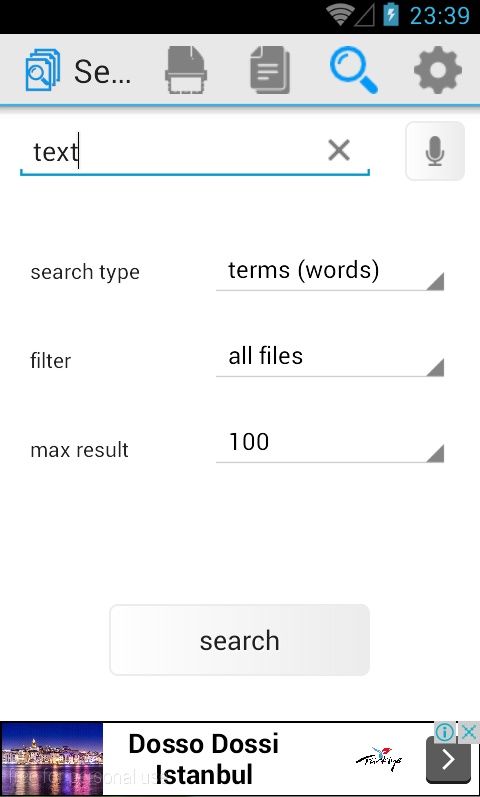 23:39
Se...
text
search type
terms (words)
filter
all files
max result
100
search
Dosso Dossi
Istanbul
Türkiye
free for personal use